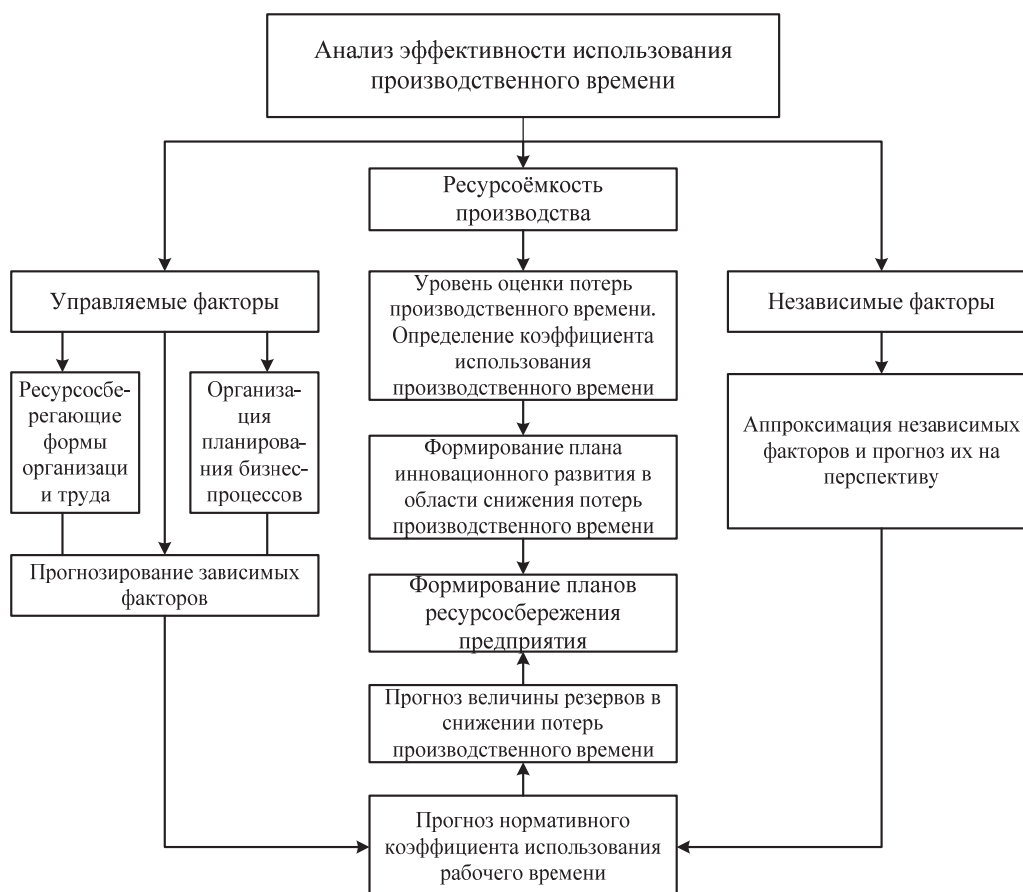 Анализ эффективности использования
производственного времени
Ресурсоёмкость
производства
Управляемые факторы
Уровень оценки потерь
производственного времени.
Определение коэффициента
использования
производственного времени
Независимые факторы
Ресурсосбе-
регающие
формы
организаци
и труда
Организа-
ция
планирова-
ния бизнес-
процессов
Формирование плана
инновационного развития в
области снижения потерь
производственного времени
Аппроксимация независимых
факторов и прогноз их на
перспективу
Прогнозирование зависимых
факторов
Формирование планов
ресурсосбережения
предприятия
Прогноз величины резервов в
снижении потерь
производственного времени
Прогноз нормативного
коэффициента использования
рабочего времени